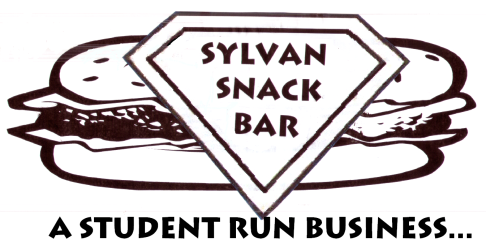 SYLVAN
SNACK
BAR
A STUDENT RUN BUSINESS...